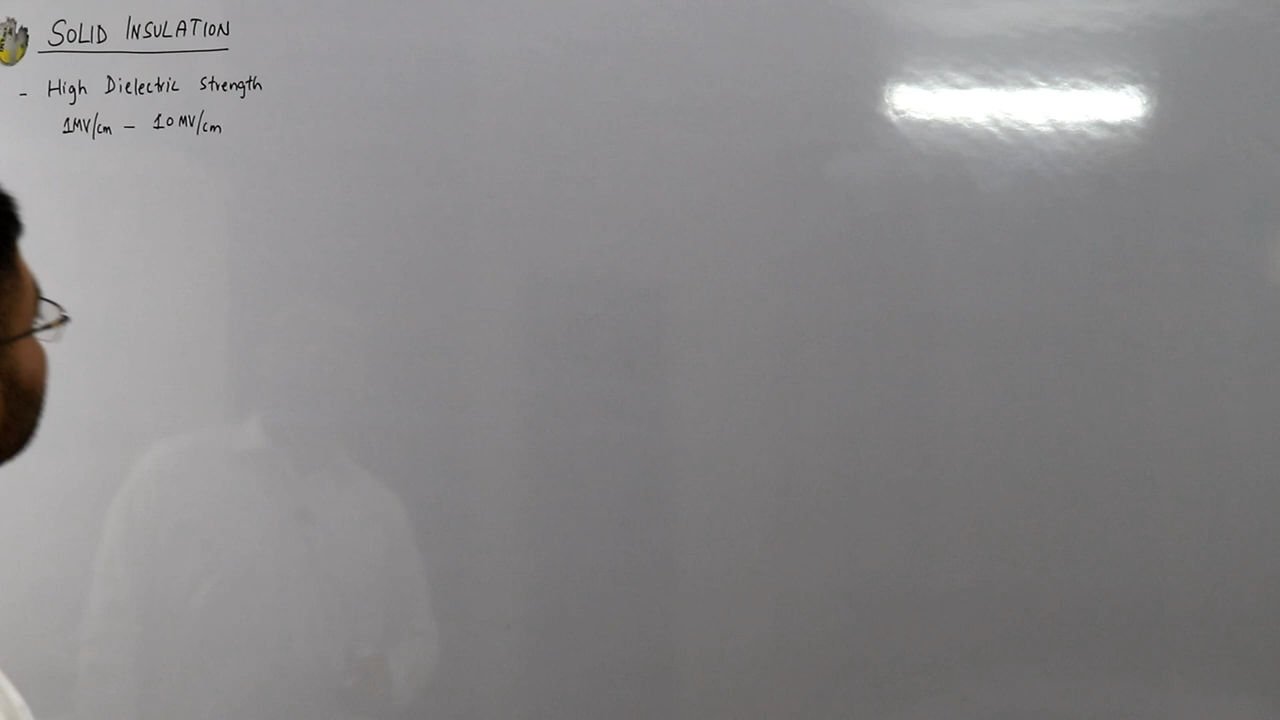 SOLID INSULATION
- High Dielectric Strength
1MV/cm – 10MV/cm